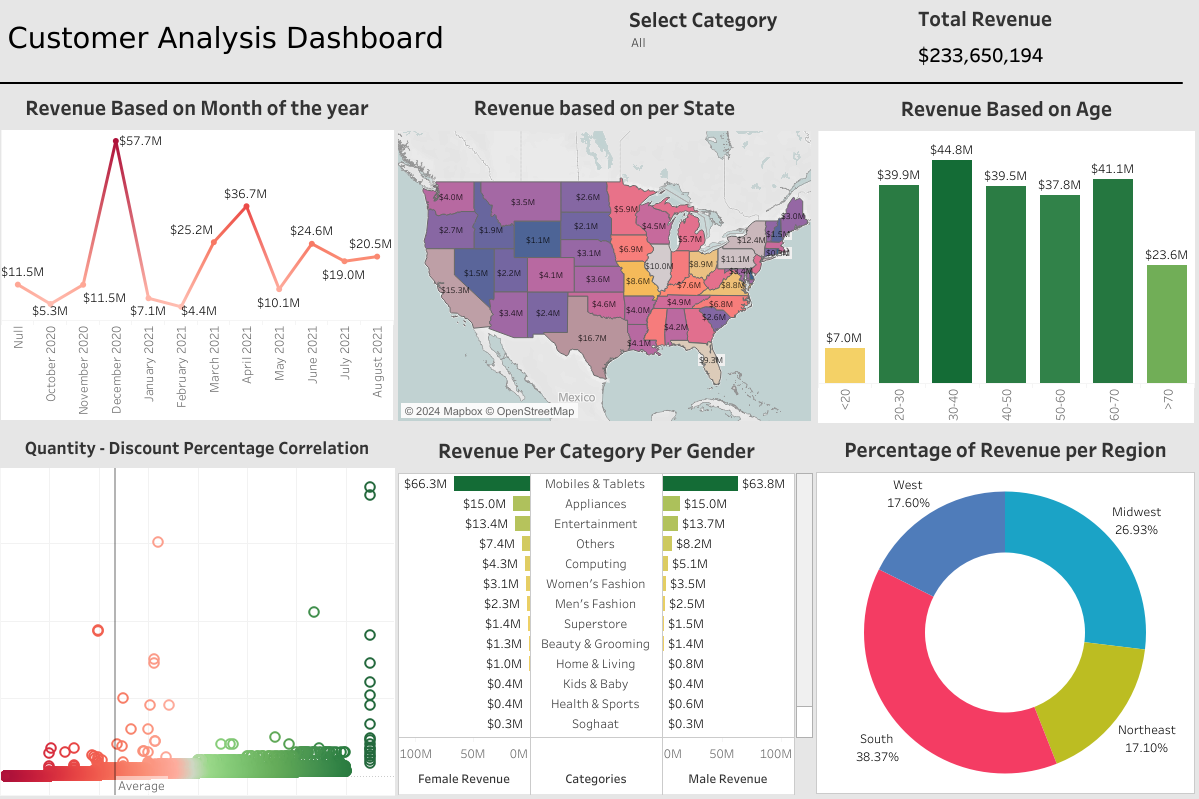 Customer Analysis Dashboard
Select Category
All
Total Revenue
$233,650,194
Revenue Based on Month of the year
$57.7M
$36.7M
$25.2M
$24.6M
$20.5M
$19.0M
$11.5M
$11.5M
$10.1M
$5.3M
$7.1M
$4.4M
Null
October 2020
November 2020
December 2020
January 2021
February 2021
March 2021
April 2021
May 2021
June 2021
July 2021
August 2021
Revenue based on per State
$4.0M
$3.5M
$2.6M
$5.9M
$3.0M
$2.7M
$1.9M
$2.1M
$4.5M
$1.5M
$1.1M
$5.7M
$12.4M
$6.9M
$3.1M
$11.1M
$1.5M
$2.2M
$10.0M
$8.9M
$3.4M
$4.1M
$3.6M
$8.6M
$7.6M
$8.8M
$15.3M
$3.4M
$2.4M
$4.6M
$4.9M
$6.8M
$4.0M
$2.6M
$4.2M
$16.7M
$4.1M
$9.3M
Mexico
© 2024 Mapbox © OpenStreetMap
Revenue Based on Age
$7.0M
$39.9M
$44.8M
$39.5M
$37.8M
$41.1M
$23.6M
<20
20-30
30-40
40-50
50-60
60-70
>70
Quantity - Discount Percentage Correlation
Average
Revenue Per Category Per Gender
$66.3M Mobiles & Tablets $63.8M
$15.0M Appliances $15.0M
$13.4M Entertainment $13.7M
$7.4M Others $8.2M
$4.3M Computing $5.1M
$3.1M Women's Fashion $3.5M
$2.3M Men's Fashion $2.5M
$1.4M Superstore $1.5M
$1.3M Beauty & Grooming $1.4M
$1.0M Home & Living $0.8M
$0.4M Kids & Baby $0.4M
$0.4M Health & Sports $0.6M
$0.3M Soghaat $0.3M
100M 50M 0M 0M 50M 100M
Female Revenue Categories Male Revenue
Percentage of Revenue per Region
West
17.60%
Midwest
26.93%
South
38.37%
Northeast
17.10%